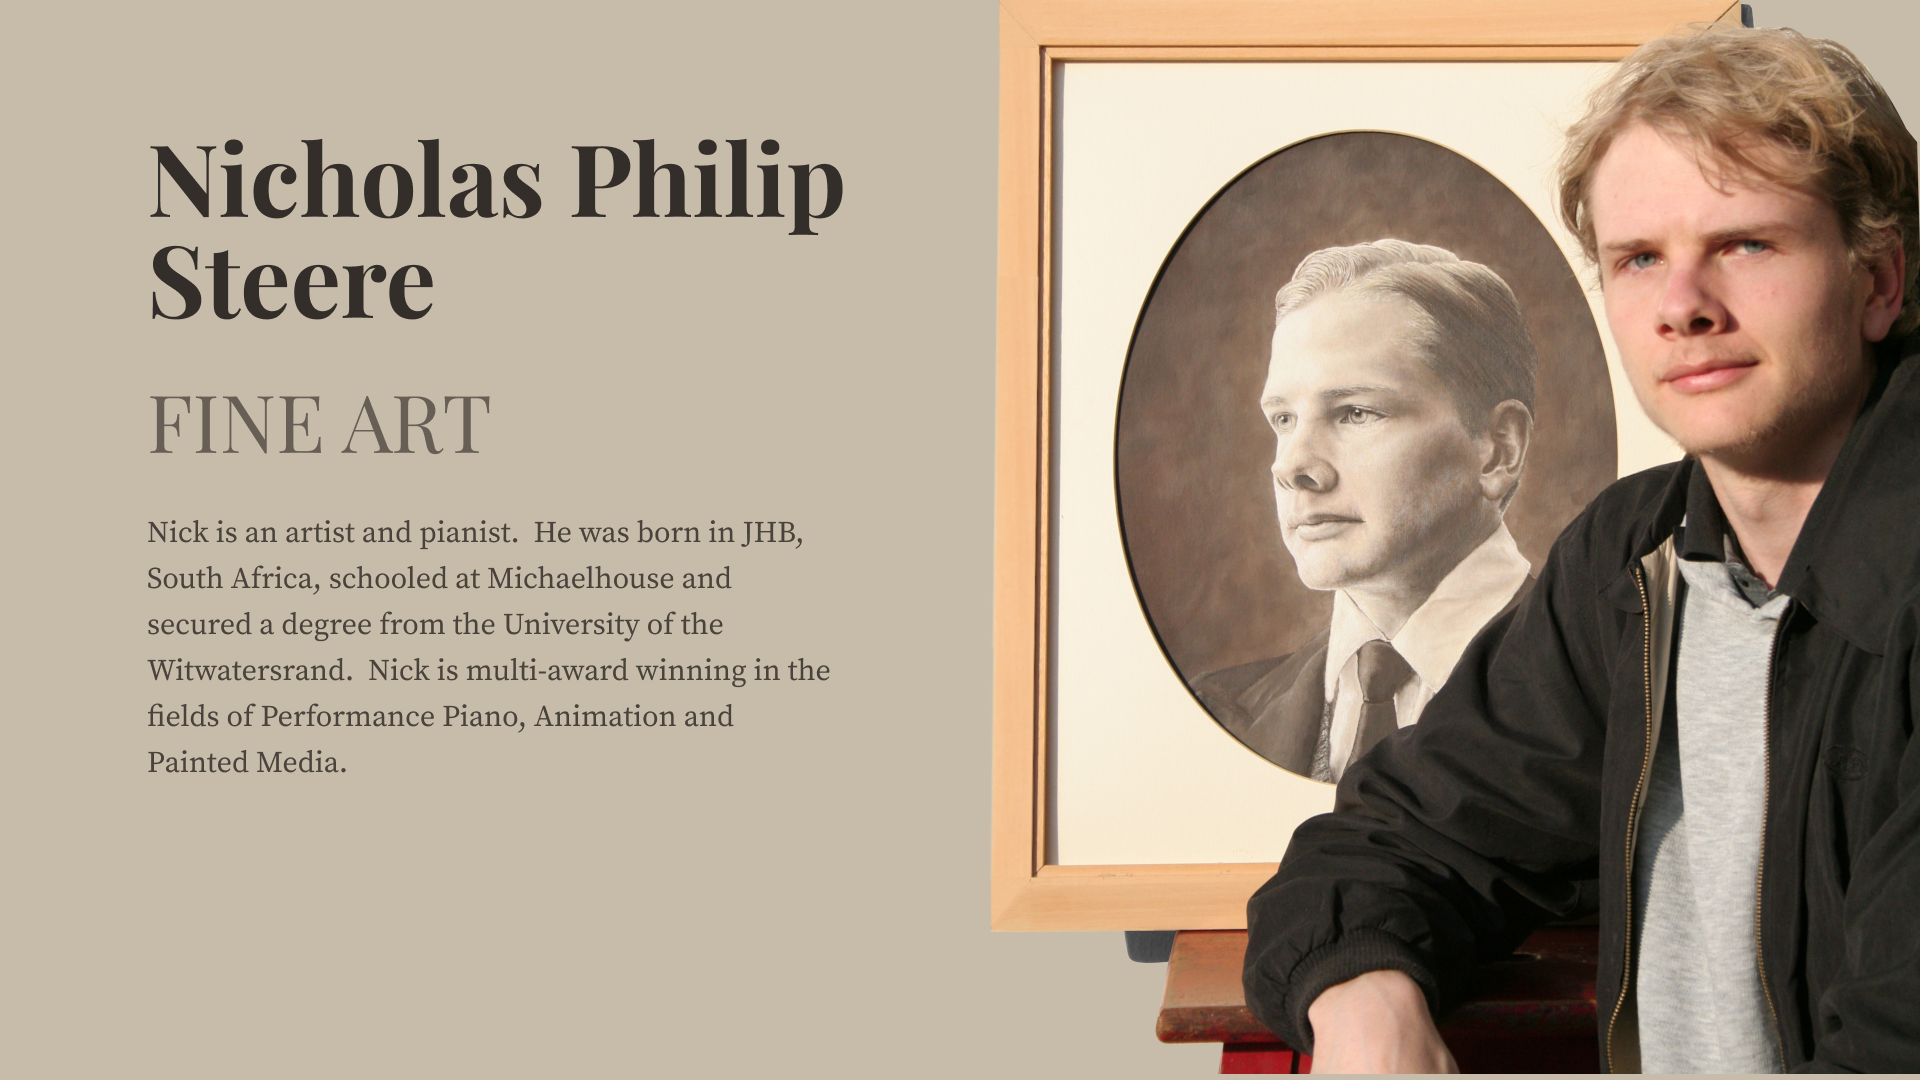 Nicholas Philip
Steere
FINE ART
Nick is an artist and pianist.  He was born in JHB,
South Africa, schooled at Michaelhouse and
secured a degree from the University of the
Witwatersrand.  Nick is multi-award winning in the
fields of Performance Piano, Animation and
Painted Media.